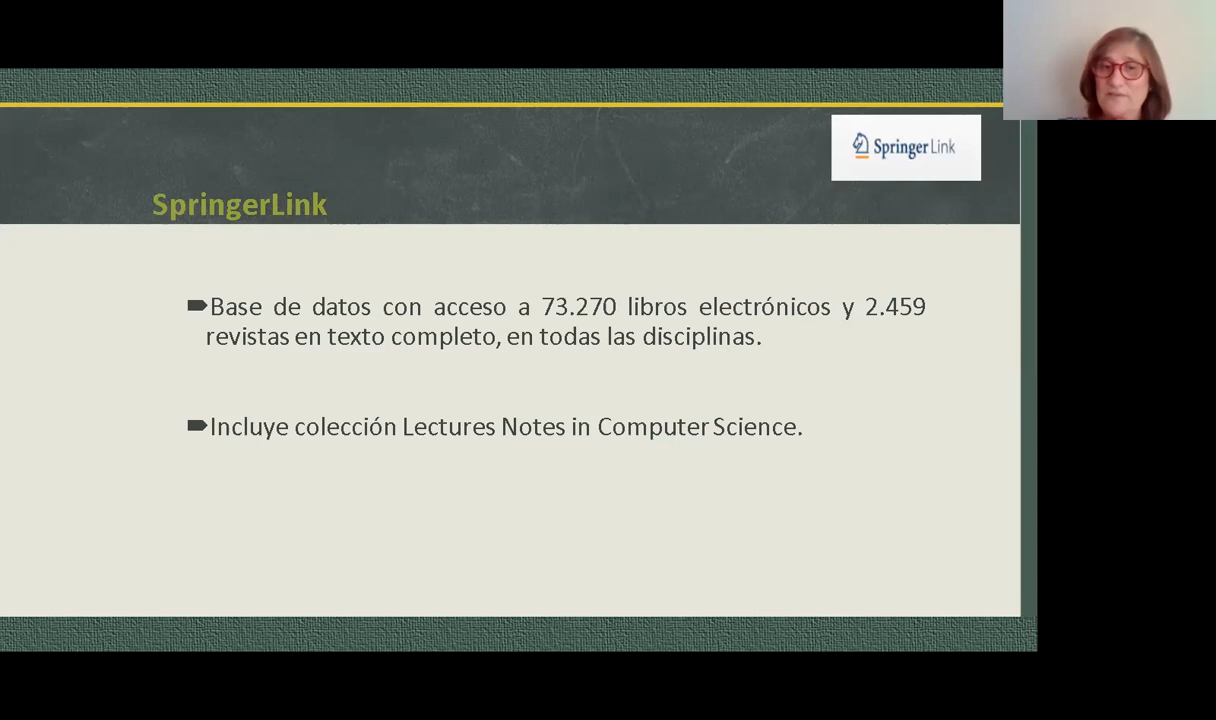 Springer Link
SpringerLink
Base de datos con acceso a 73.270 libros electrónicos y 2.459
revistas en texto completo, en todas las disciplinas.
Incluye colección Lectures Notes in Computer Science.